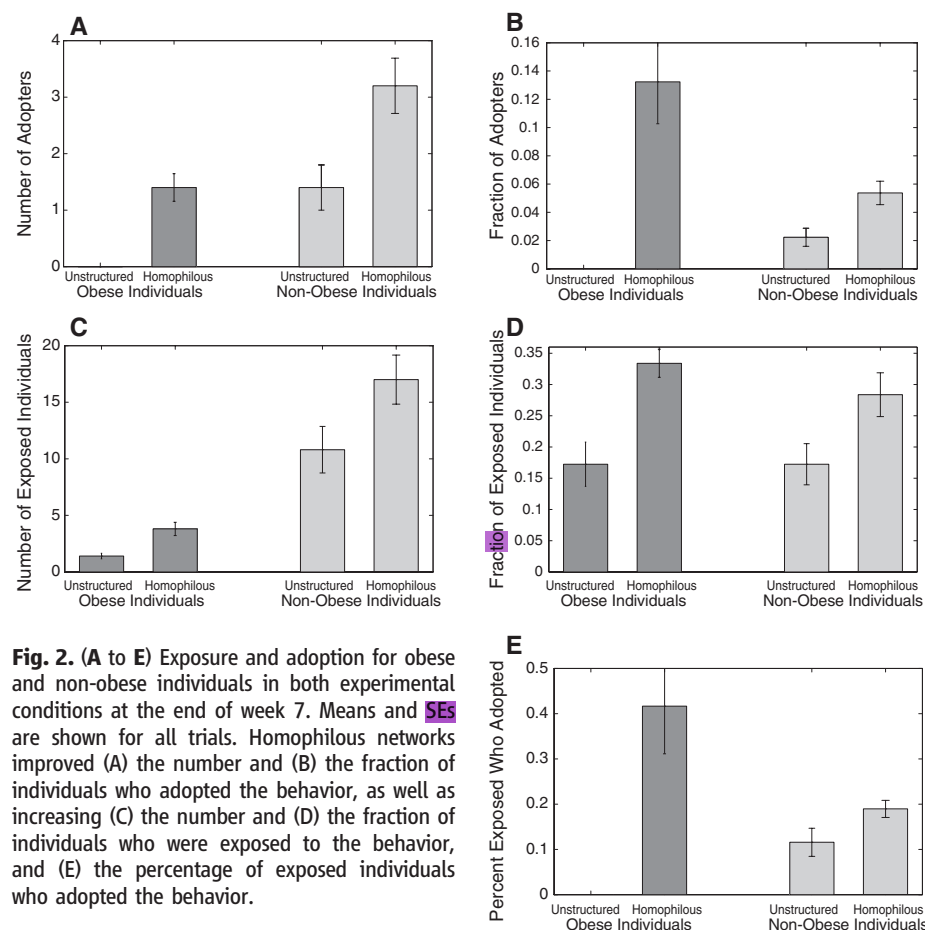 A
Number of Adopters
4
3
2
1
0
Unstructured Homophilous Unstructured Homophilous
Obese Individuals Non-Obese Individuals
B
Fraction of Adopters
0.16
0.14
0.12
0.1
0.08
0.06
0.04
0.02
0
Unstructured Homophilous Unstructured Homophilous
Obese Individuals Non-Obese Individuals
C
Number of Exposed Individuals
20
15
10
5
0
Unstructured Homophilous Unstructured Homophilous
Obese Individuals Non-Obese Individuals
D
Fraction of Exposed Individuals
0.35
0.3
0.25
0.2
0.15
0.1
0.05
0
Unstructured Homophilous Unstructured Homophilous
Obese Individuals Non-Obese Individuals
Fig. 2. (A to E) Exposure and adoption for obese
and non-obese individuals in both experimental
conditions at the end of week 7. Means and SEs
are shown for all trials. Homophilous networks
improved (A) the number and (B) the fraction of
individuals who adopted the behavior, as well as
increasing (C) the number and (D) the fraction of
individuals who were exposed to the behavior,
and (E) the percentage of exposed individuals
who adopted the behavior.
E
Percent Exposed Who Adopted
0.5
0.4
0.3
0.2
0.1
0
Unstructured Homophilous Unstructured Homophilous
Obese Individuals Non-Obese Individuals